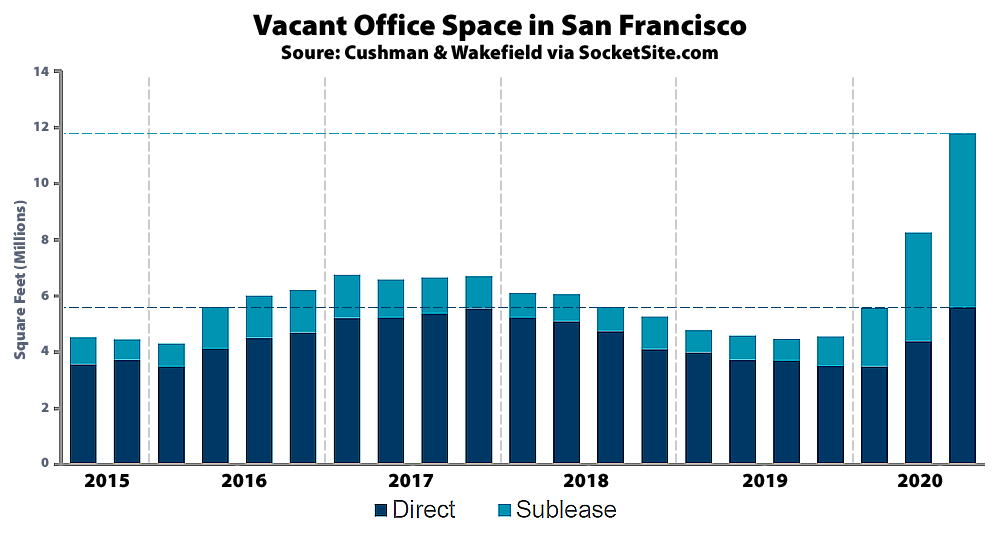 Vacant Office Space in San Francisco
Soure: Cushman & Wakefield via SocketSite.com
Square Feet (Millions)
14
12
10
8
6
4
2
0
2015 2016 2017 2018 2019 2020
Direct Sublease